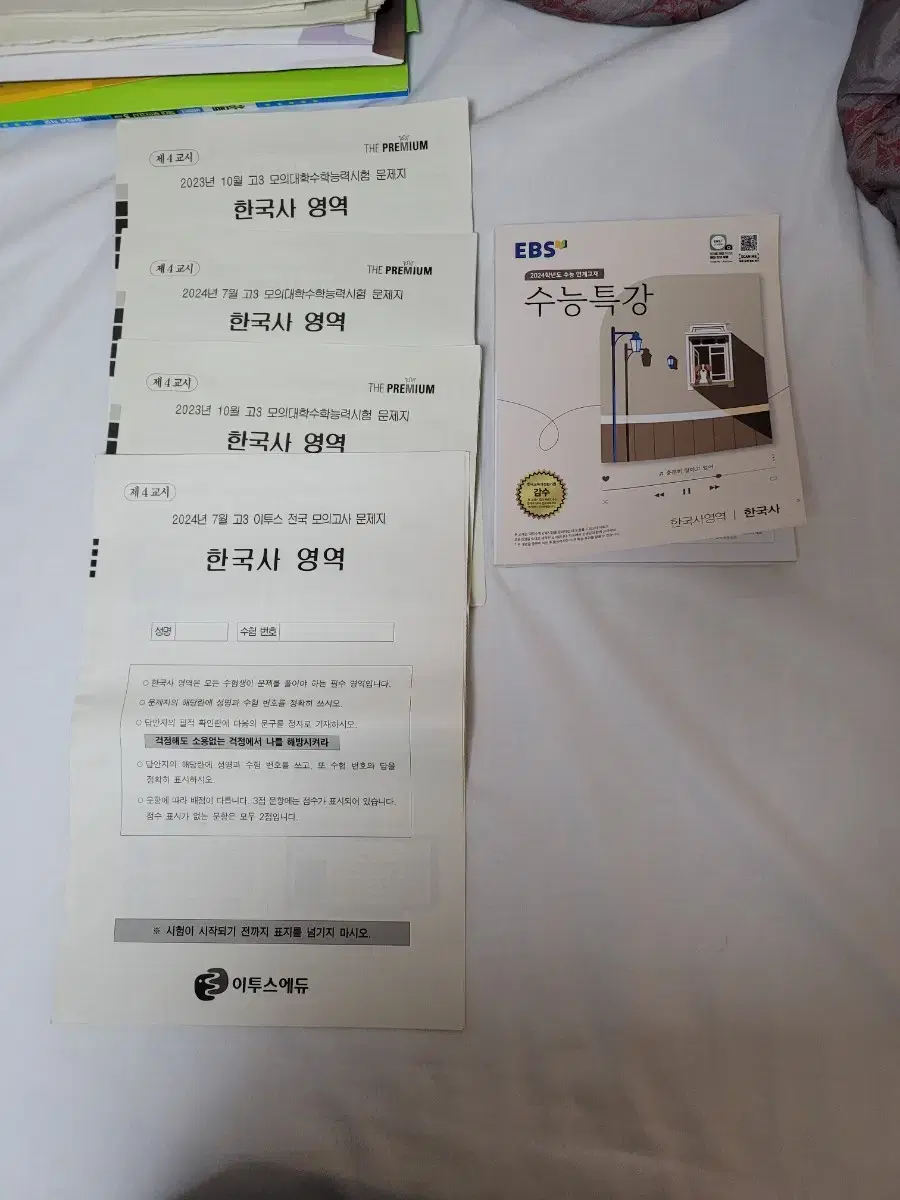 제4교시
THE PREMIUM
2023년 10월 고3 모의대학수학능력시험 문제지
한국사 영역
제4교시
THE PREMIUM
2024년 7월 고3 모의대학수학능력시험 문제지
한국사 영역
제4교시
THE PREMIUM
2023년 10월 고3 모의대학수학능력시험 문제지
한국사 영역
제4교시
2024년 7월 고3 이투스 전국 모의고사 문제지
한국사 영역
성명
수험 번호
○ 한국사 영역은 모든 수험생이 문제를 풀어야 하는 필수 영역입니다.
○ 문제지의 해당란에 성명과 수험 번호를 정확히 쓰시오.
○ 답안지의 필적 확인란에 다음의 문구를 정자로 기재하시오.
걱정해도 소용없는 걱정에서 나를 해방시켜라
○ 답안지의 해당란에 성명과 수험 번호를 쓰고, 또 수험 번호와 답을
정확히 표시하시오.
○ 문항에 따라 배점이 다릅니다. 3점 문항에는 점수가 표시되어 있습니다.
점수 표시가 없는 문항은 모두 2점입니다.
※ 시험이 시작되기 전까지 표지를 넘기지 마시오.
이투스에듀
EBS
2024학년도 수능 연계교재
수능특강
감수
한국사영역 | 한국사